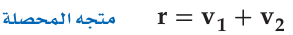 متجه المحصلة r = v₁ + v₂